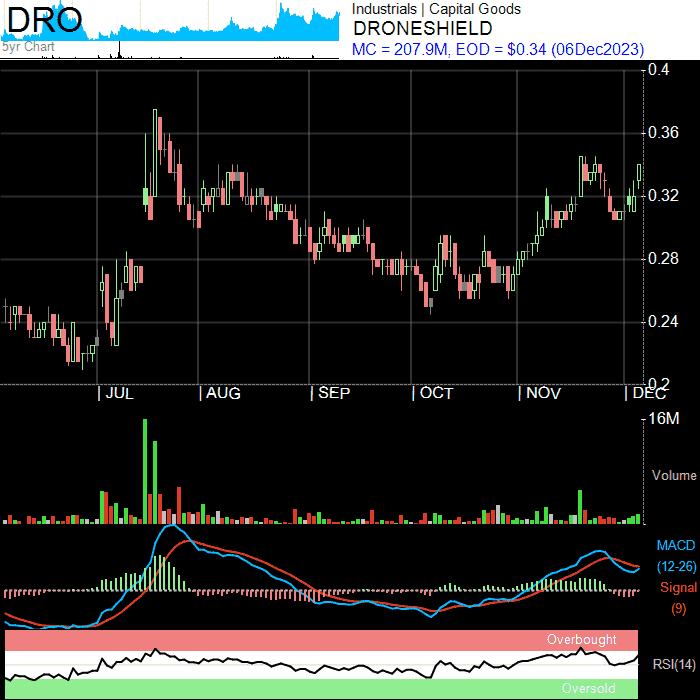 DRO
5yr Chart
Industrials | Capital Goods
DRONESHIELD
MC = 207.9M, EOD = $0.34 (06Dec2023)
0.4
0.36
0.32
0.28
0.24
0.2
JUL AUG SEP OCT NOV DEC
16M
Volume
MACD
(12-26)
Signal
(9)
Overbought
RSI(14)
Oversold